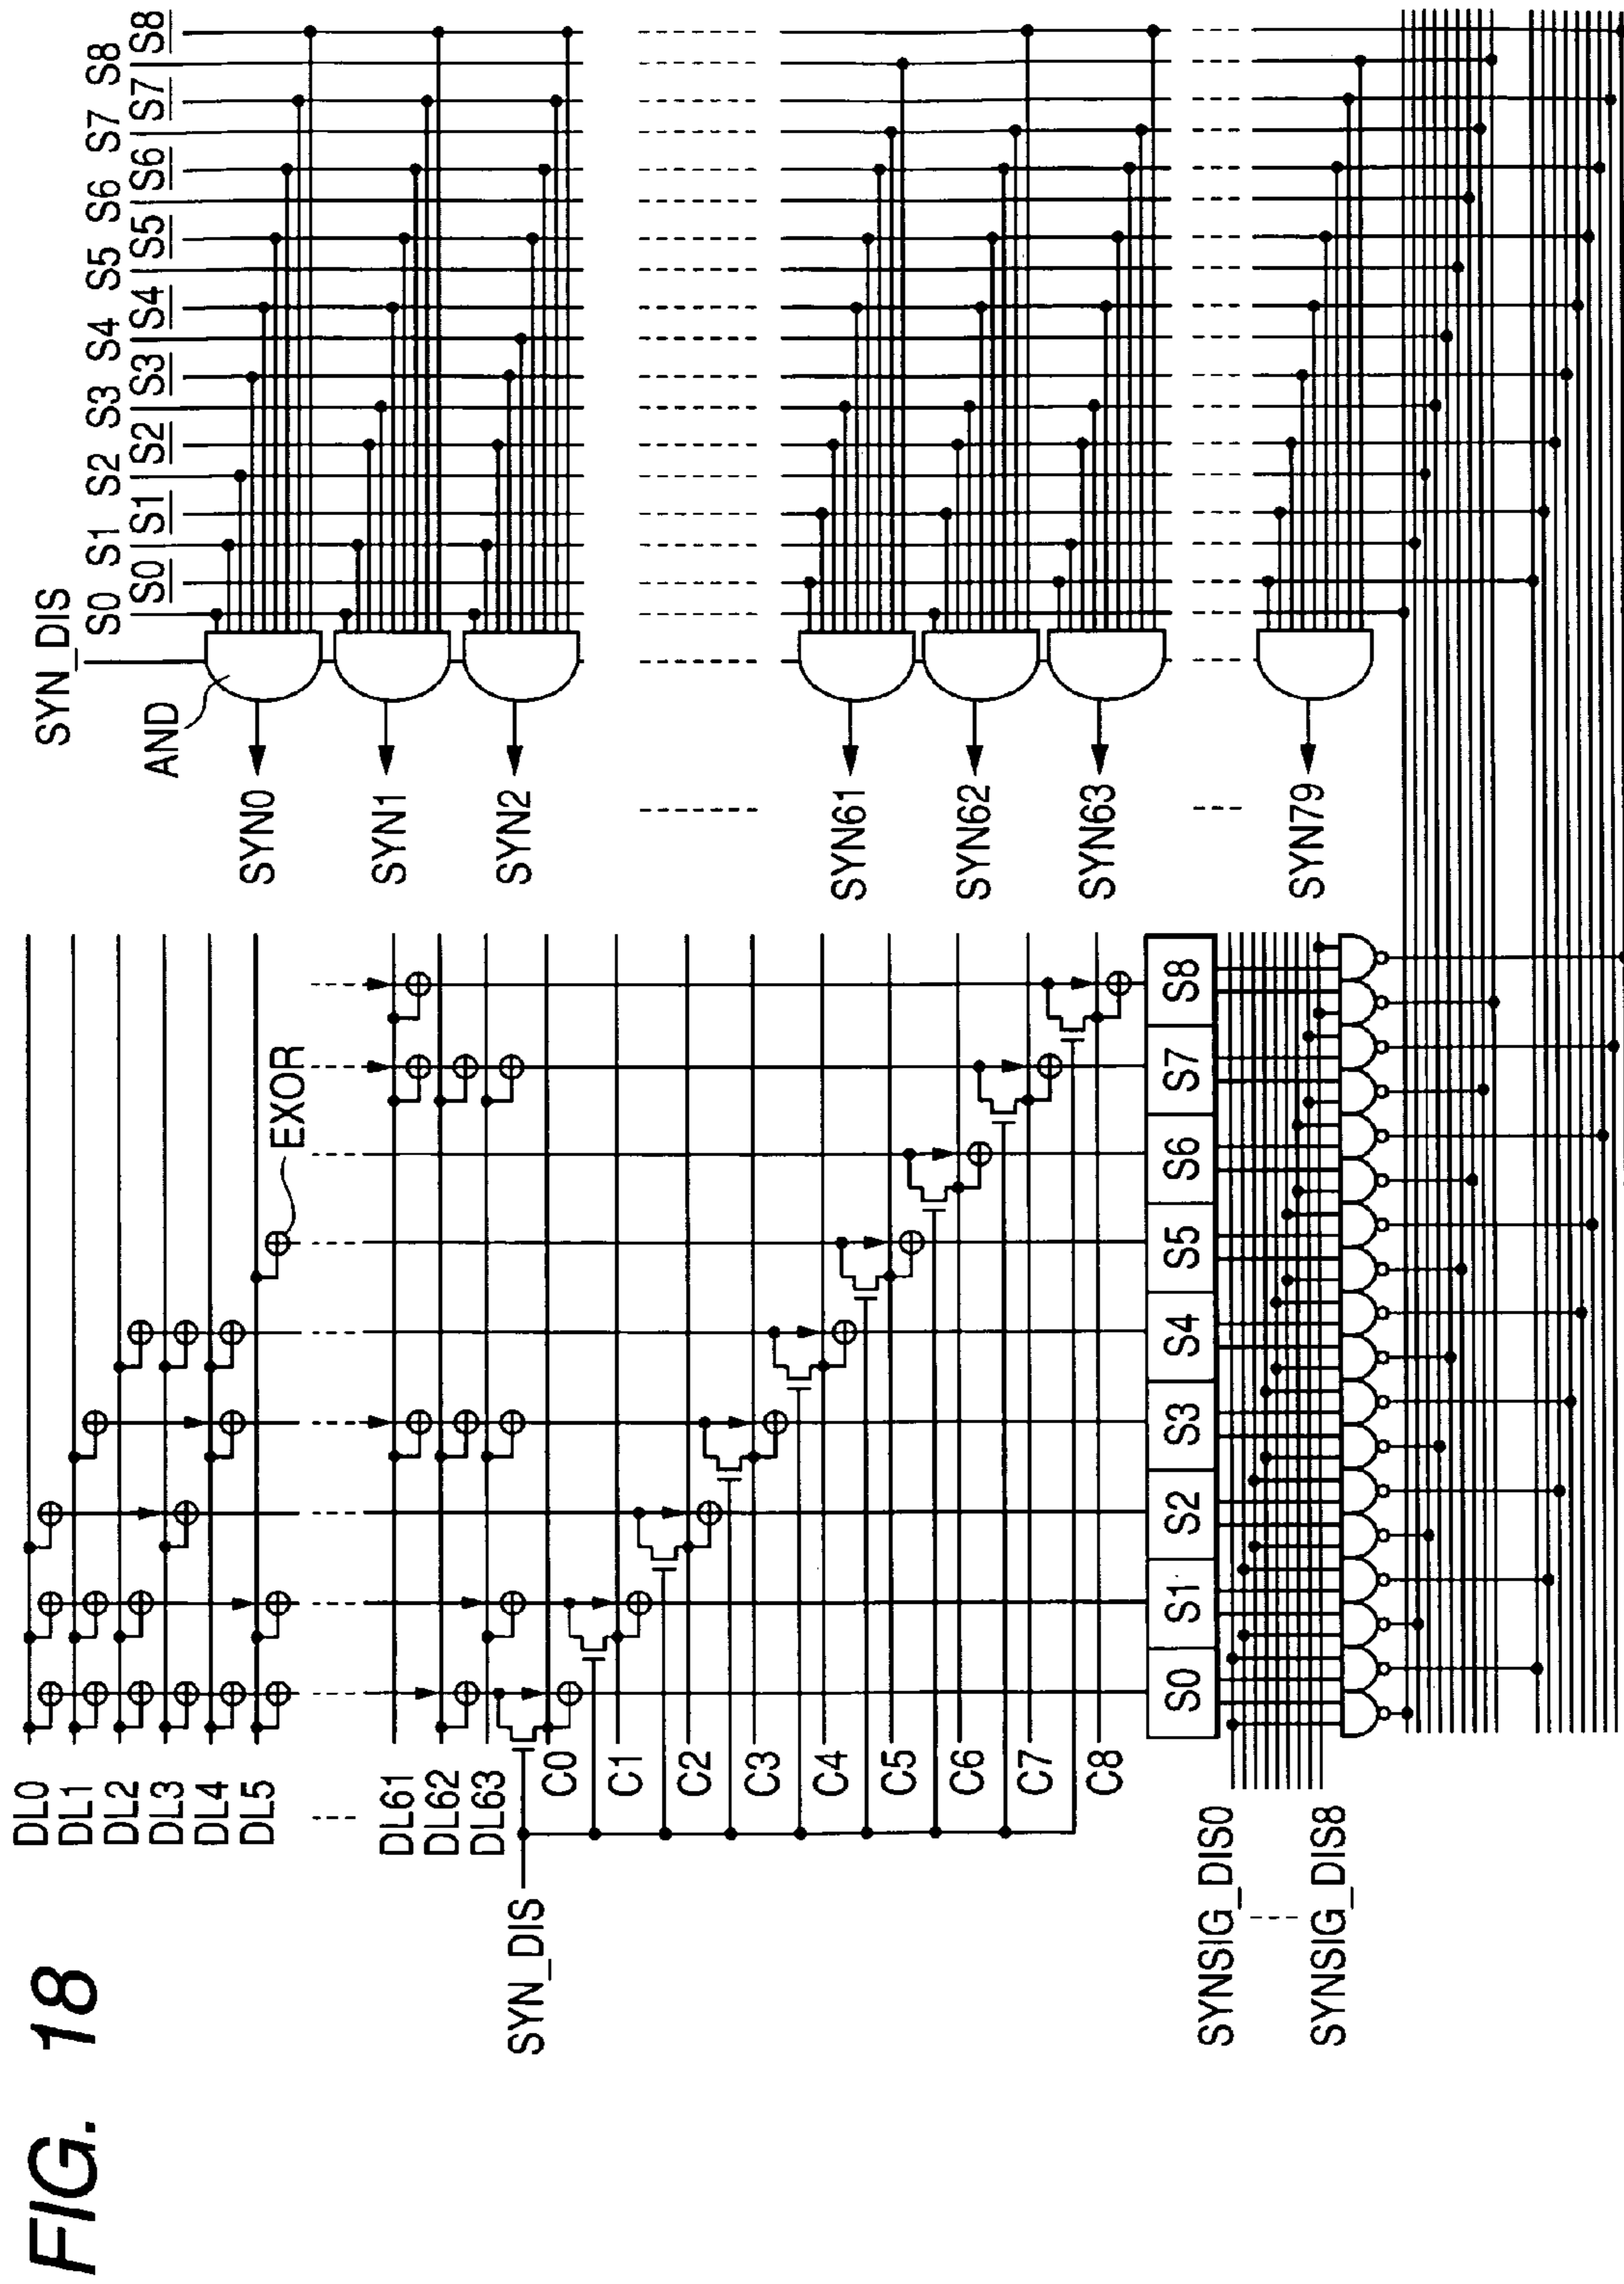 FIG. 18
SYN_DIS
S0 S1 S2 S3 S4 S5 S6 S7 S8
S0 S1 S2 S3 S4 S5 S6 S7 S8
AND
SYN0
SYN1
SYN2
SYN61
SYN62
SYN63
SYN79
DL0
DL1
DL2
DL3
DL4
DL5
EXOR
DL61
DL62
DL63
SYN_DIS
C0
C1
C2
C3
C4
C5
C6
C7
C8
S0 S1 S2 S3 S4 S5 S6 S7 S8
SYNSIG_DIS0
SYNSIG_DIS8